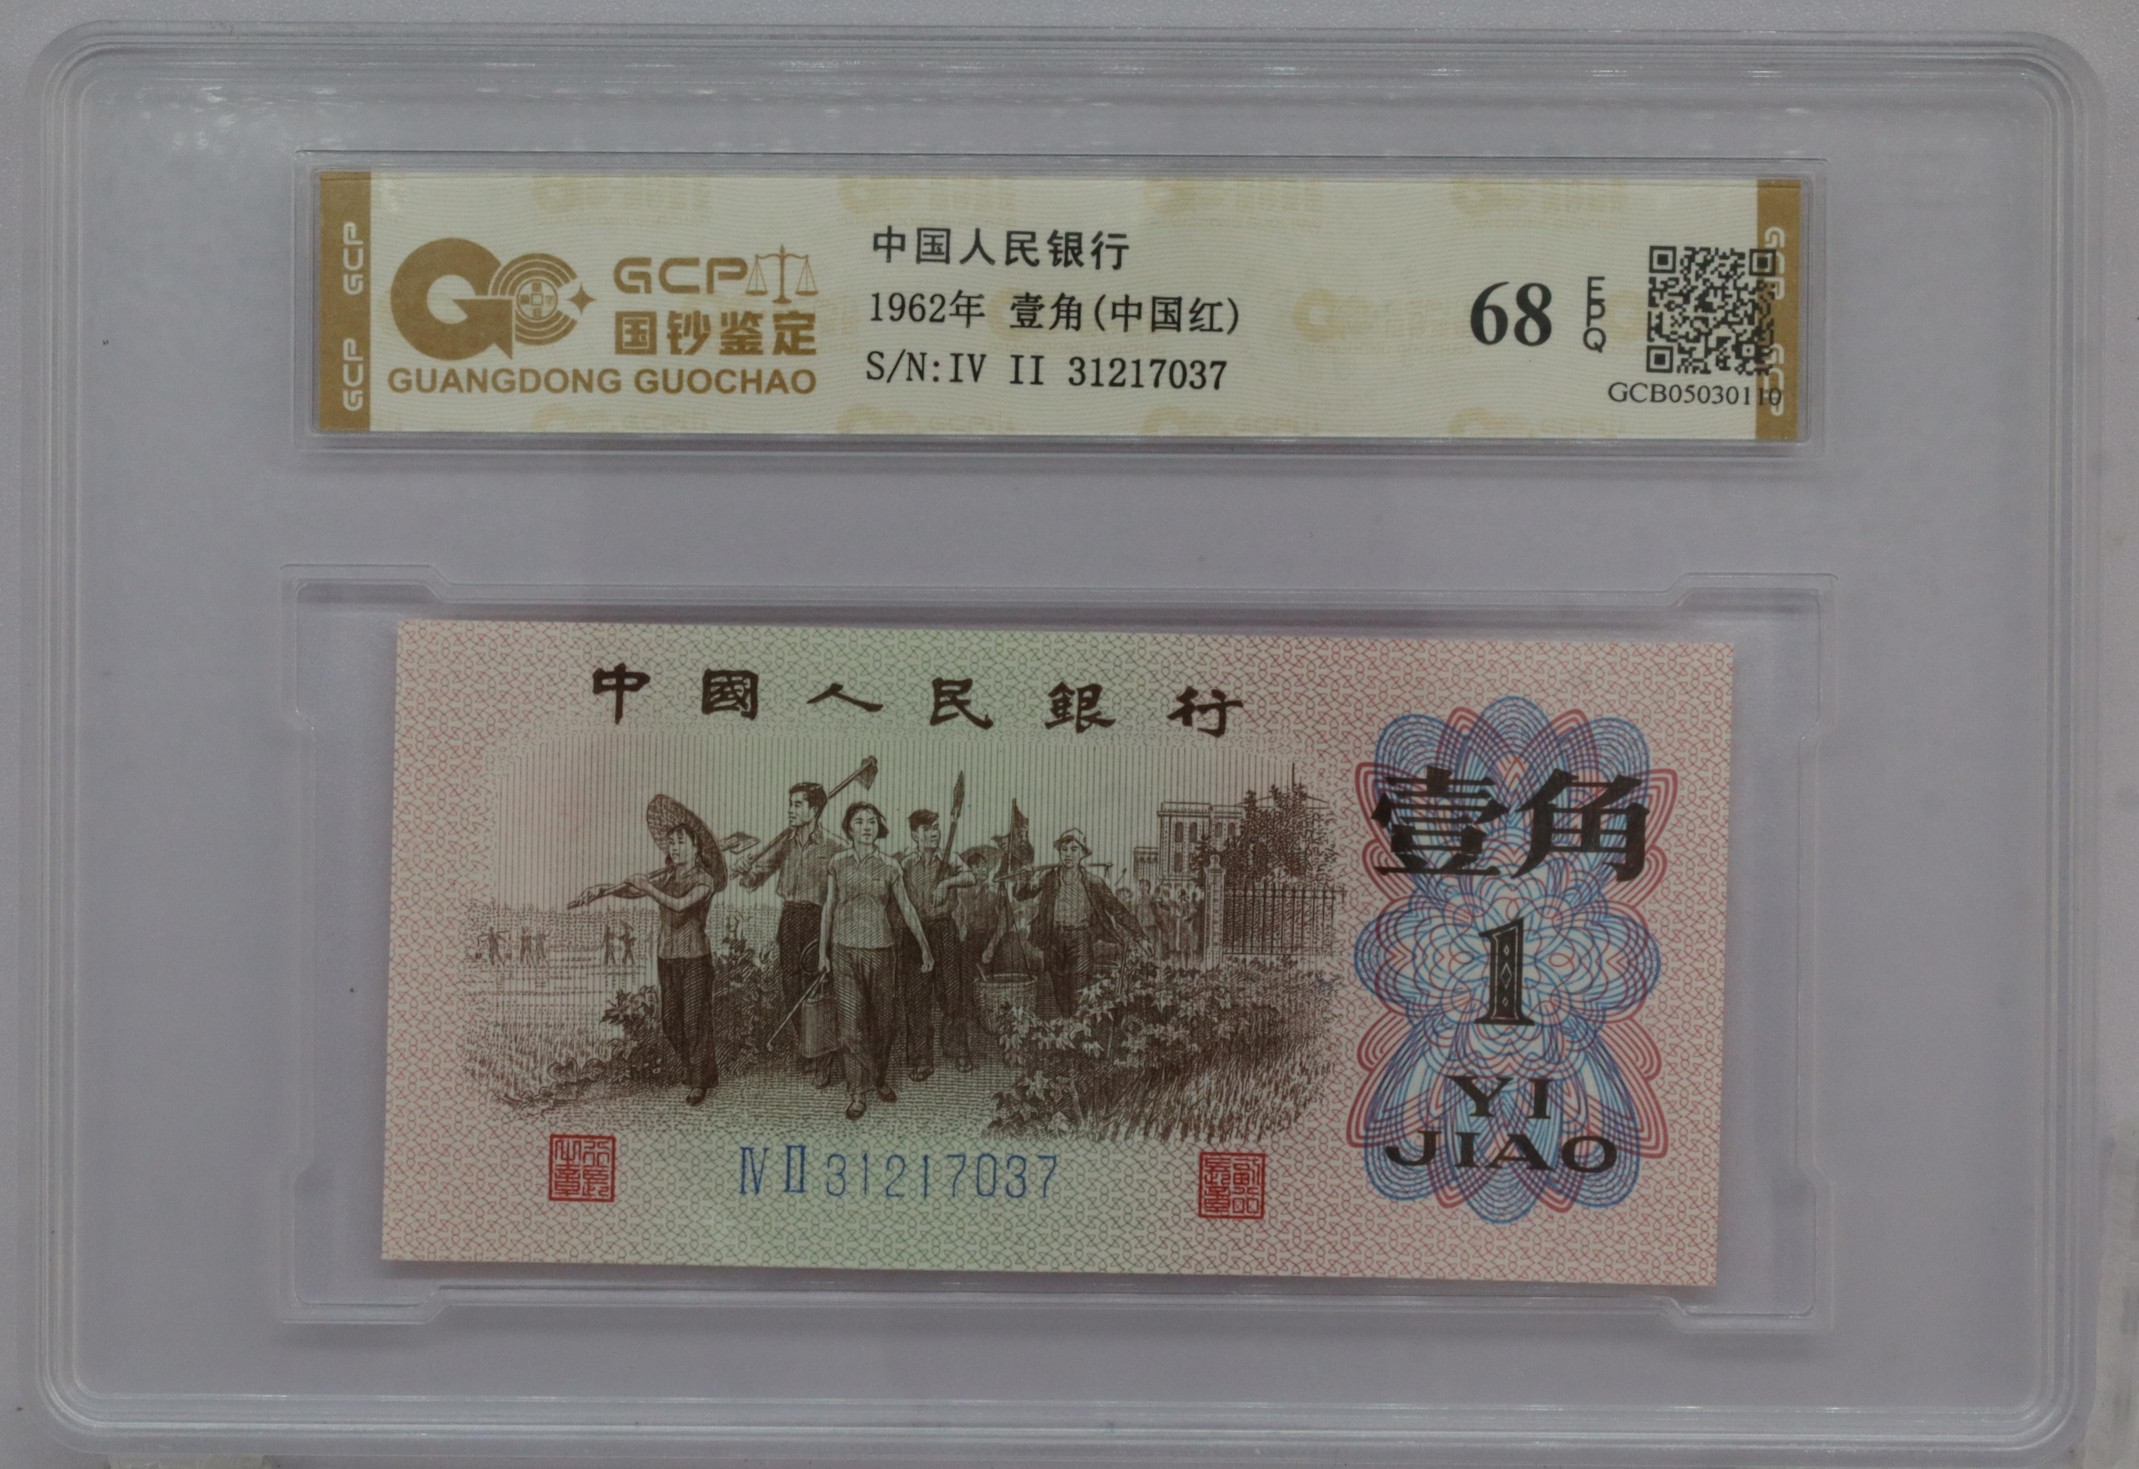 GCP GCP
GCP
国钞鉴定
GUANGDONG GUOCHAO
中国人民银行
1962年 壹角(中国红)
S/N:IV II 31217037
68
EPQ
GCB05030110
中國人民銀行
壹角
1
YI
JIAO
IV II 31217037